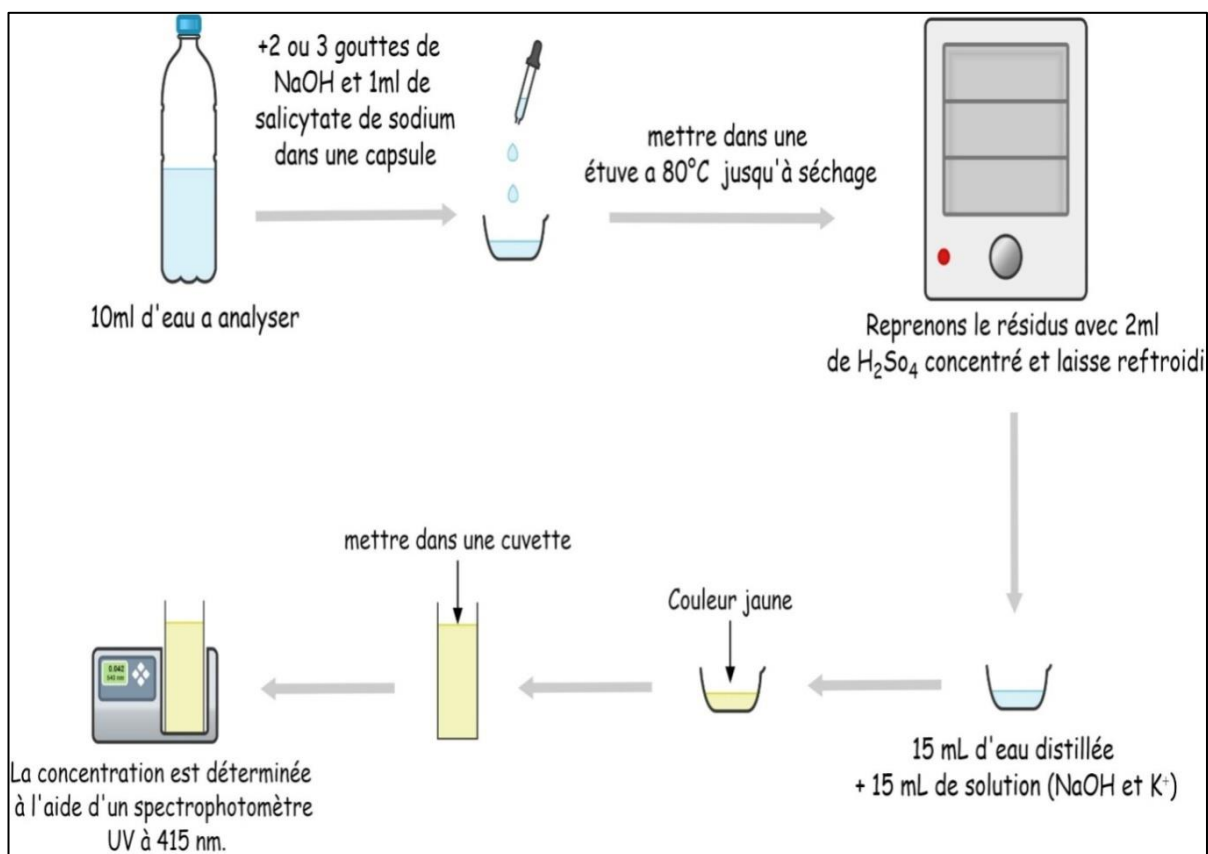 +2 ou 3 gouttes de
NaOH et 1ml de
salicytate de sodium
dans une capsule
mettre dans une
étuve a 80°C jusqu'à séchage
10ml d'eau a analyser
Reprenons le résidus avec 2ml
de H₂So₄ concentré et laisse reftroidi
15 mL d'eau distillée
+ 15 mL de solution (NaOH et K⁺)
Couleur jaune
mettre dans une cuvette
0.042
La concentration est déterminée
à l'aide d'un spectrophotomètre
UV à 415 nm.